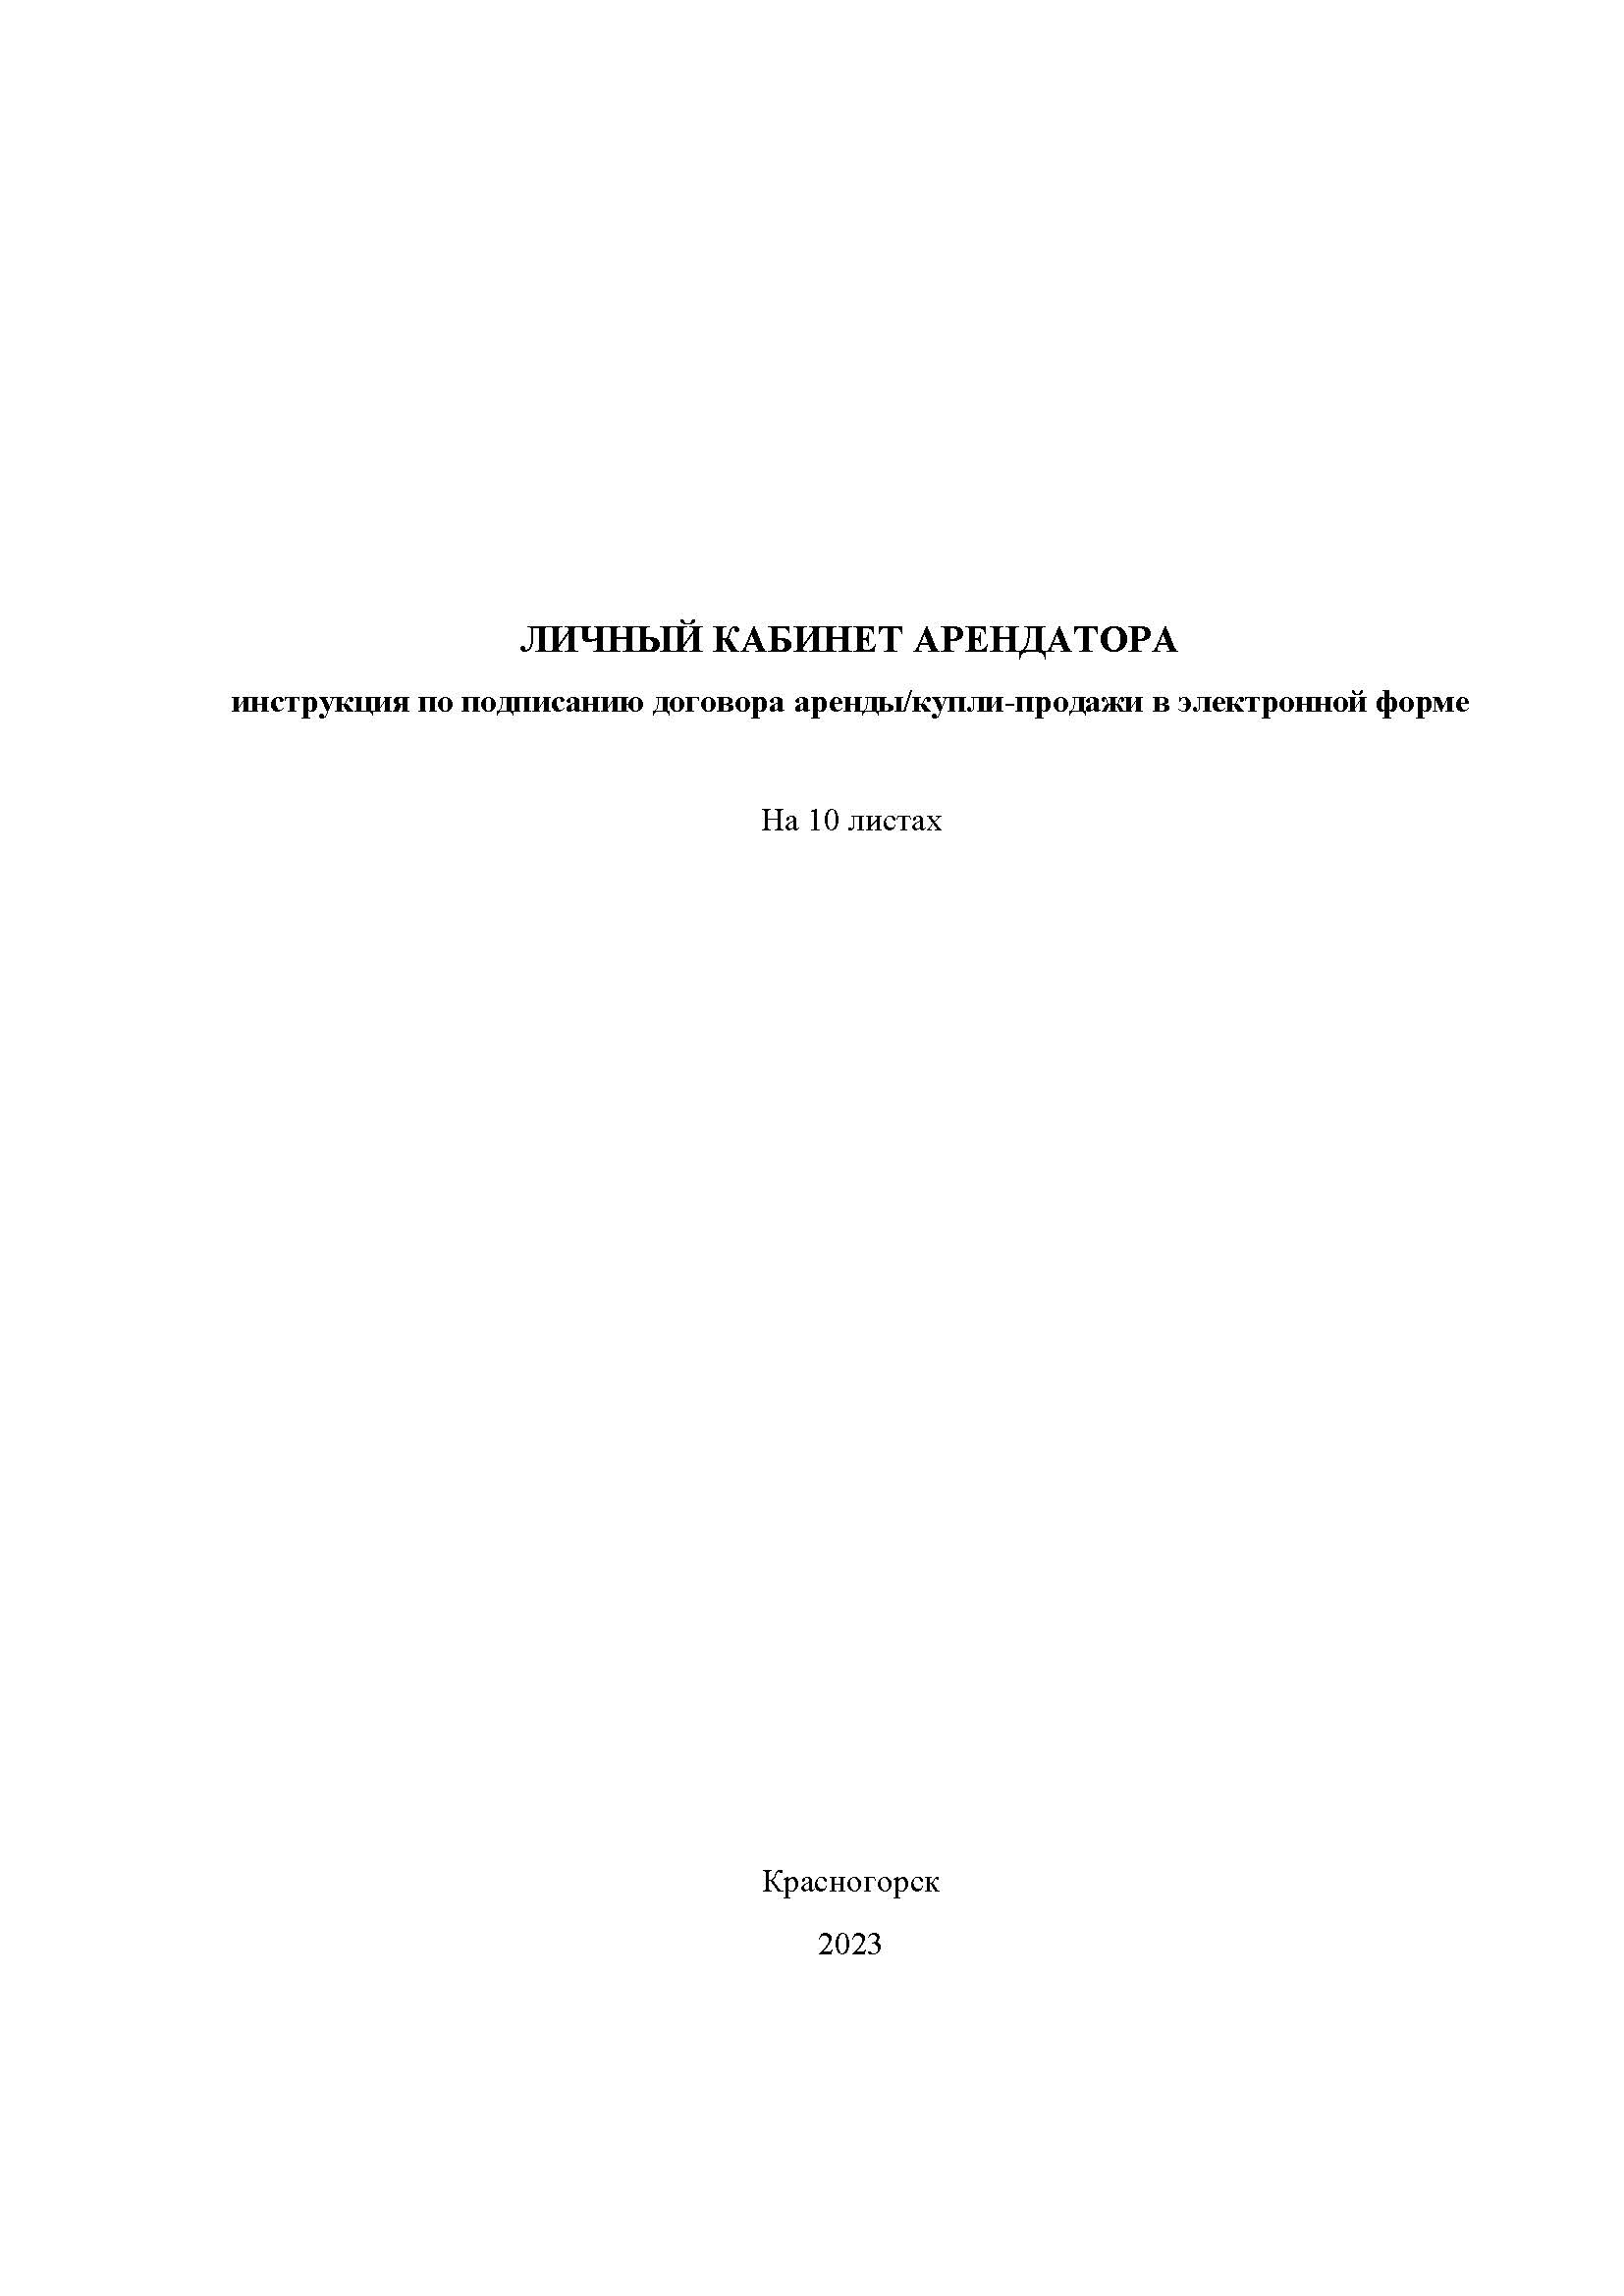 ЛИЧНЫЙ КАБИНЕТ АРЕНДАТОРА
инструкция по подписанию договора аренды/купли-продажи в электронной форме
На 10 листах
Красногорск
2023